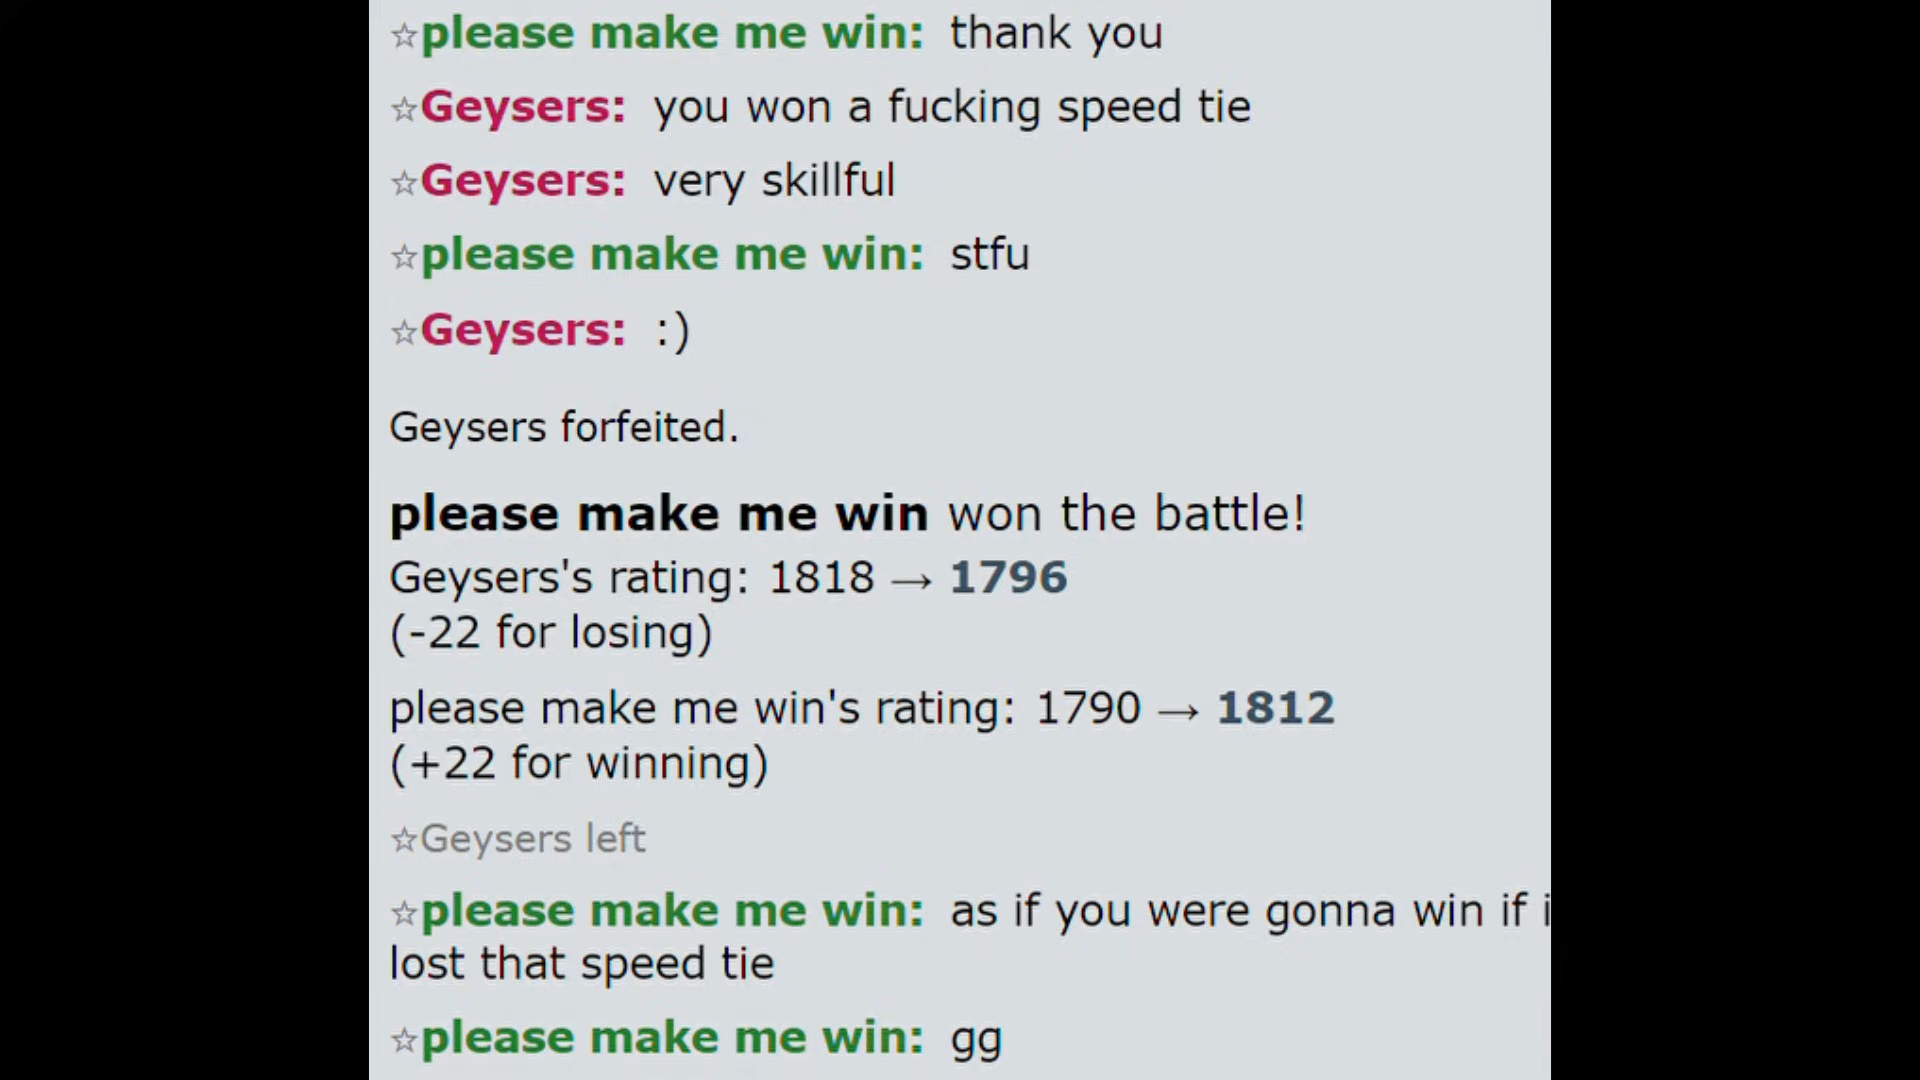 ☆please make me win: thank you
☆Geysers: you won a fucking speed tie
☆Geysers: very skillful
☆please make me win: stfu
☆Geysers: :)
Geysers forfeited.
please make me win won the battle!
Geysers's rating: 1818 → 1796
(-22 for losing)
please make me win's rating: 1790 → 1812
(+22 for winning)
☆Geysers left
☆please make me win: as if you were gonna win if i
lost that speed tie
☆please make me win: gg